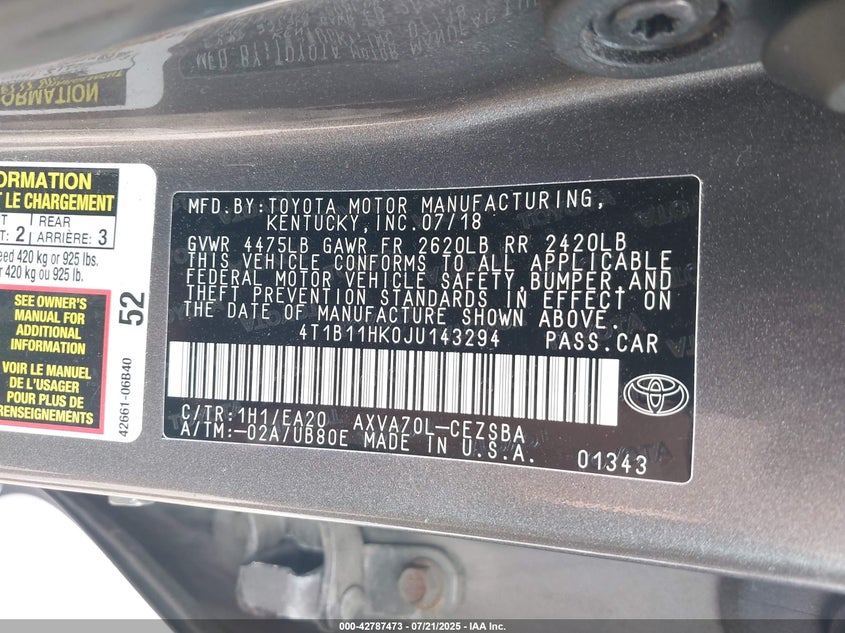 ORMATION
T LE CHARGEMENT
T REAR
T: 2 ARRIÈRE: 3
eed 420 kg or 925 lbs.
r 420 kg ou 925 lb.
SEE OWNER'S
MANUAL FOR
ADDITIONAL
INFORMATION
VOIR LE MANUEL
DE L'USAGER
POUR PLUS DE
RENSEIGNEMENTS
52
42661-06B40
MFD.BY:TOYOTA MOTOR MANUFACTURING,
KENTUCKY, INC.07/18
GVWR 4475LB GAWR FR 2620LB RR 2420LB
THIS VEHICLE CONFORMS TO ALL APPLICABLE
FEDERAL MOTOR VEHICLE SAFETY,BUMPER,AND
THEFT PREVENTION STANDARDS IN EFFECT ON
THE DATE OF MANUFACTURE SHOWN ABOVE.
4T1B11HK0JU143294 PASS.CAR
C/TR:1H1/EA20 AXVA70L-CEZSBA
A/TM:-02A/UB80E MADE IN U.S.A.
01343
000-42787473 - 07/21/2025 - IAA Inc.